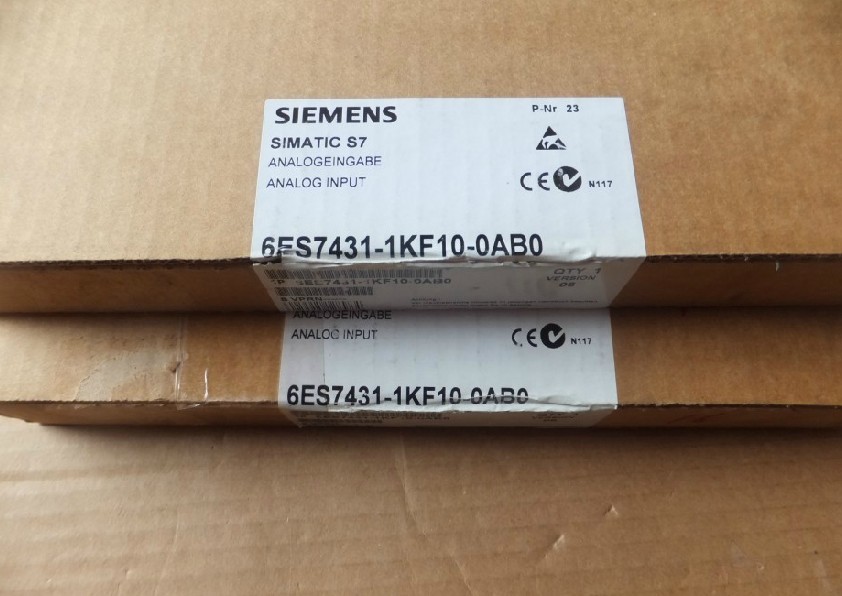 SIEMENS
P-Nr 23
SIMATIC S7
ANALOGEINGABE
ANALOG INPUT
CE N117
6ES7431-1KF10-0AB0
QTY 1
VERSION
ANALOGEINGABE
ANALOG INPUT
CE N117
6ES7431-1KF10-0AB0